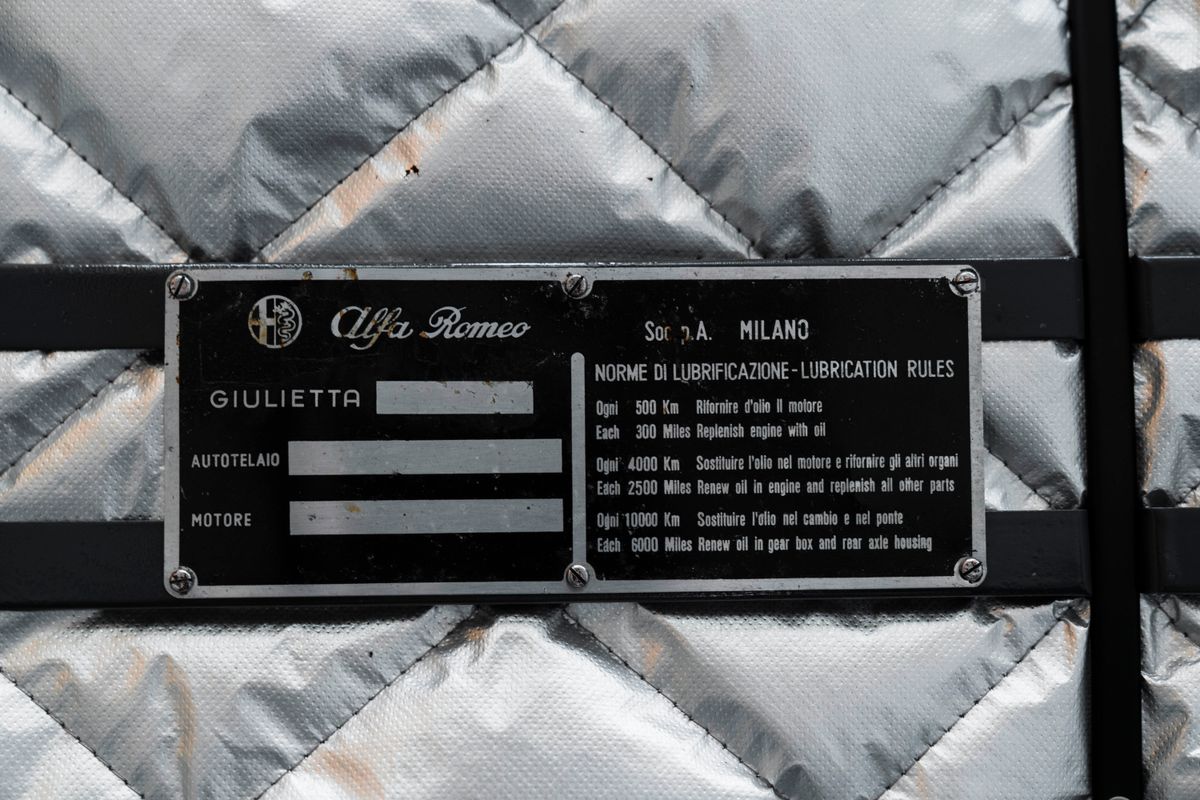 Alfa Romeo
GIULIETTA
AUTOTELAIO
MOTORE
MILANO
NORME DI LUBRIFICAZIONE-LUBRICATION RULES
Ogni 500 Km Rifornire d'olio il motore
Each 300 Miles Replenish engine with oil
Ogni 4000 Km Sostituire l'olio nel motore e rifornire gli altri organi
Each 2500 Miles Renew oil in engine and replenish all other parts
Ogni 10000 Km Sostituire l'olio nel cambio e nel ponte
Each 6000 Miles Renew oil in gear box and rear axle housing